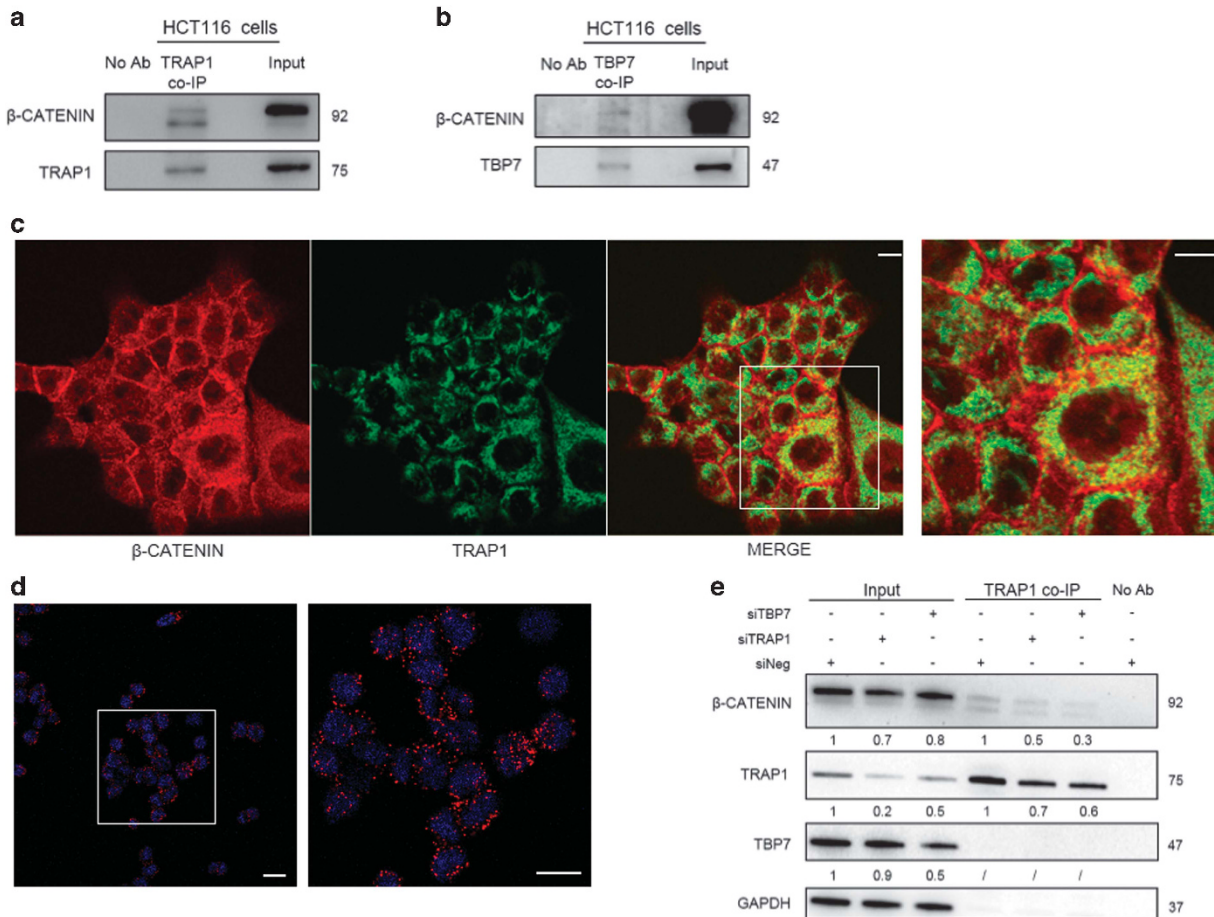 a
HCT116 cells
No Ab TRAP1 co-IP Input
β-CATENIN 92
TRAP1 75
b
HCT116 cells
No Ab TBP7 co-IP Input
β-CATENIN 92
TBP7 47
c
β-CATENIN TRAP1 MERGE
d
e
Input TRAP1 co-IP No Ab
siTBP7 - - + - - + -
siTRAP1 - + - - + - -
siNeg + - - + - - +
β-CATENIN 92
1 0.7 0.8 1 0.5 0.3
TRAP1 75
1 0.2 0.5 1 0.7 0.6
TBP7 47
1 0.9 0.5 / / /
GAPDH 37